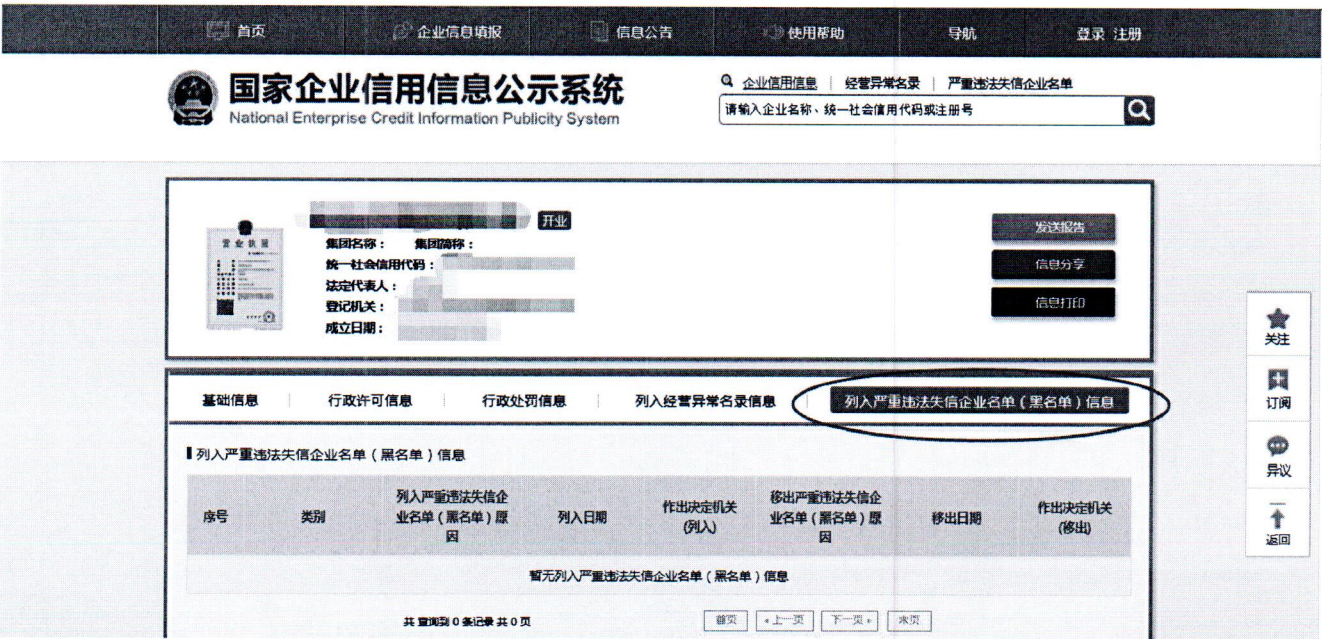 首页 企业信息填报 信息公告 使用帮助 导航 登录 注册
国家企业信用信息公示系统
National Enterprise Credit Information Publicity System
企业信用信息 | 经营异常名录 | 严重违法失信企业名单
请输入企业名称、统一社会信用代码或注册号
开业
营业执照
集团名称： 集团简称：
统一社会信用代码：
法定代表人：
登记机关：
成立日期：
发送报告
信息分享
信息打印
关注
订阅
异议
返回
基础信息 | 行政许可信息 | 行政处罚信息 | 列入经营异常名录信息 | 列入严重违法失信企业名单（黑名单）信息
列入严重违法失信企业名单（黑名单）信息
序号 类别 列入严重违法失信企业名单（黑名单）原因 列入日期 作出决定机关(列入) 移出严重违法失信企业名单（黑名单）原因 移出日期 作出决定机关(移出)
暂无列入严重违法失信企业名单（黑名单）信息
共 查询到 0 条记录 共 0 页
首页 «上一页 下一页» 末页